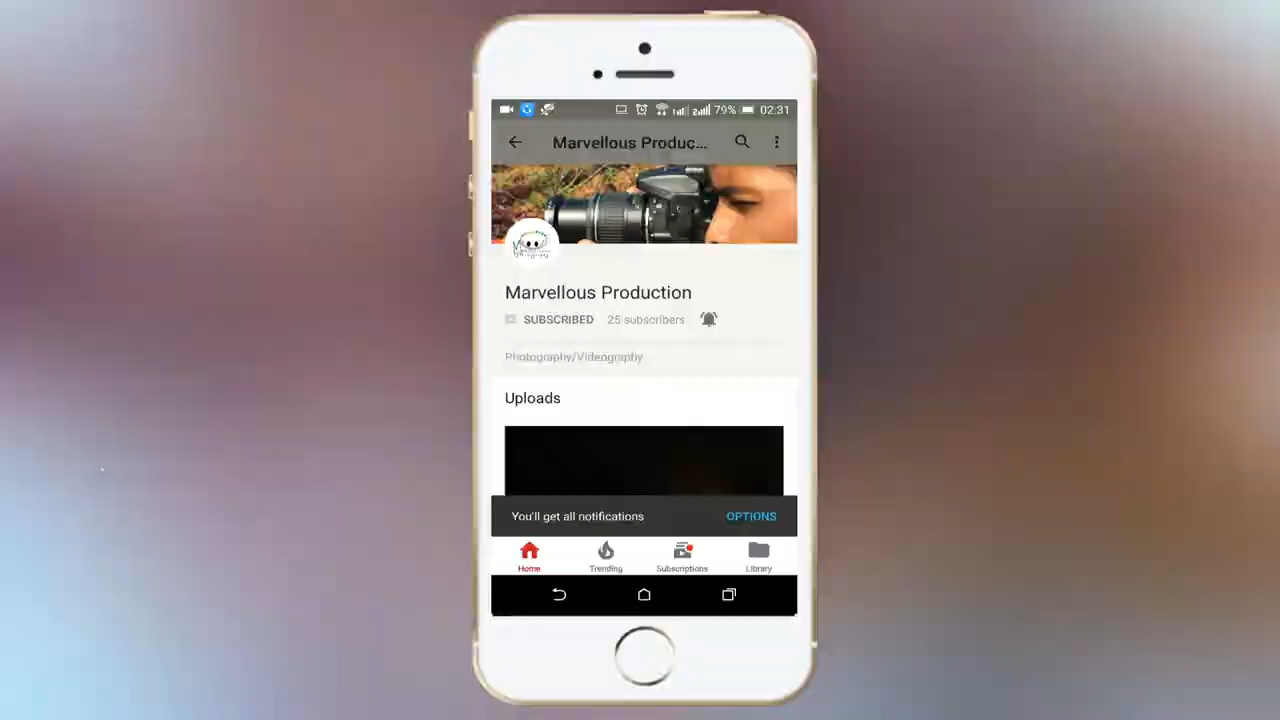 79% 02:31
Marvellous Produc...
Marvellous Production
SUBSCRIBED 25 subscribers
Photography/Videography
Uploads
You'll get all notifications OPTIONS
Home Trending Subscriptions Library